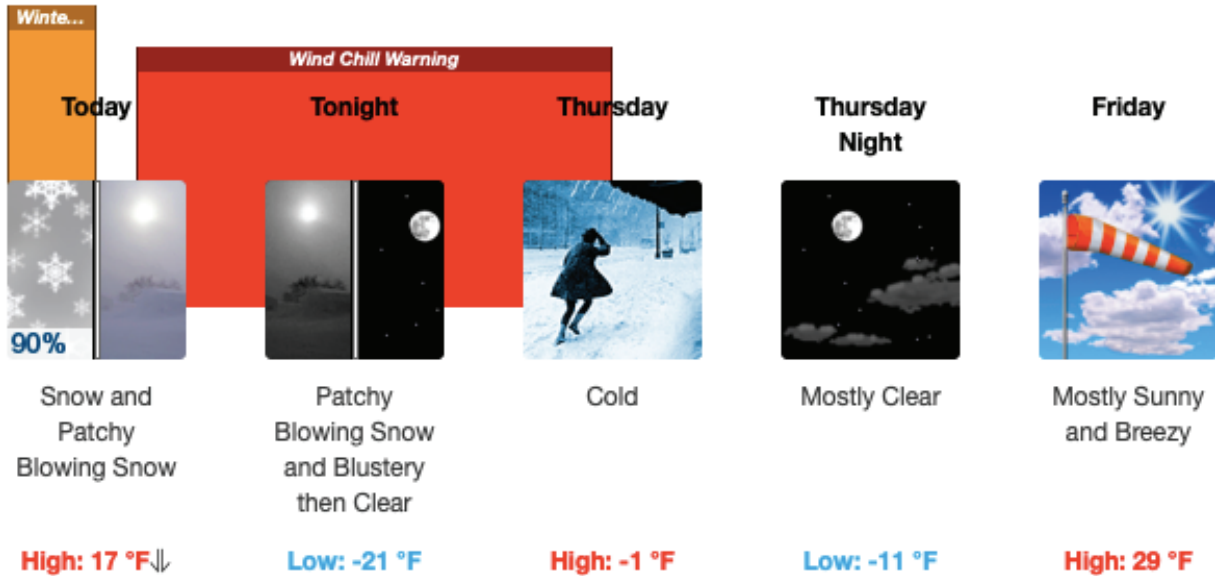 Winte...
Wind Chill Warning
Today
Tonight
Thursday
Thursday
Night
Friday
90%
Snow and
Patchy
Blowing Snow
Patchy
Blowing Snow
and Blustery
then Clear
Cold
Mostly Clear
Mostly Sunny
and Breezy
High: 17 °F⇓
Low: -21 °F
High: -1 °F
Low: -11 °F
High: 29 °F